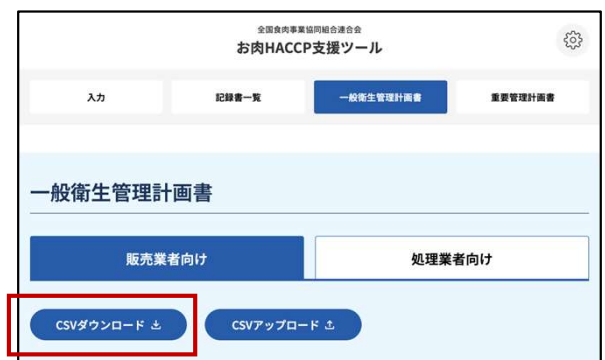 全国食肉事業協同組合連合会
お肉HACCP支援ツール
入力 記録書一覧 一般衛生管理計画書 重要管理計画書
一般衛生管理計画書
販売業者向け 処理業者向け
CSVダウンロード CSVアップロード